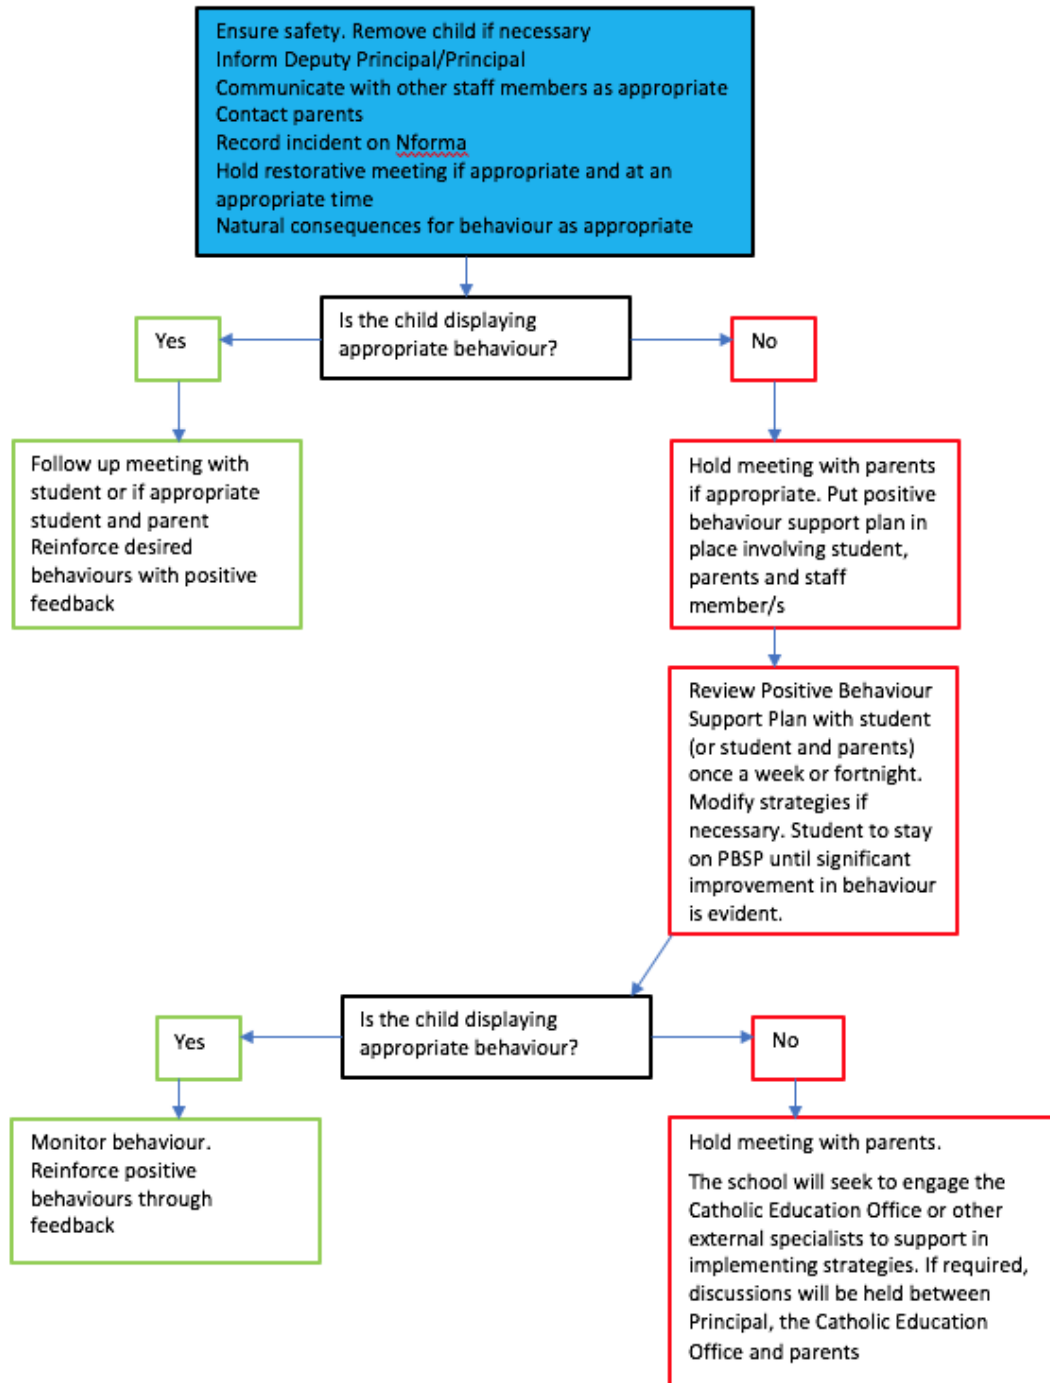 Ensure safety. Remove child if necessary
Inform Deputy Principal/Principal
Communicate with other staff members as appropriate
Contact parents
Record incident on Nforma
Hold restorative meeting if appropriate and at an
appropriate time
Natural consequences for behaviour as appropriate
Is the child displaying
appropriate behaviour?
Yes
No
Follow up meeting with
student or if appropriate
student and parent
Reinforce desired
behaviours with positive
feedback
Hold meeting with parents
if appropriate. Put positive
behaviour support plan in
place involving student,
parents and staff
member/s
Review Positive Behaviour
Support Plan with student
(or student and parents)
once a week or fortnight.
Modify strategies if
necessary. Student to stay
on PBSP until significant
improvement in behaviour
is evident.
Is the child displaying
appropriate behaviour?
Yes
No
Monitor behaviour.
Reinforce positive
behaviours through
feedback
Hold meeting with parents.
The school will seek to engage the
Catholic Education Office or other
external specialists to support in
implementing strategies. If required,
discussions will be held between
Principal, the Catholic Education
Office and parents